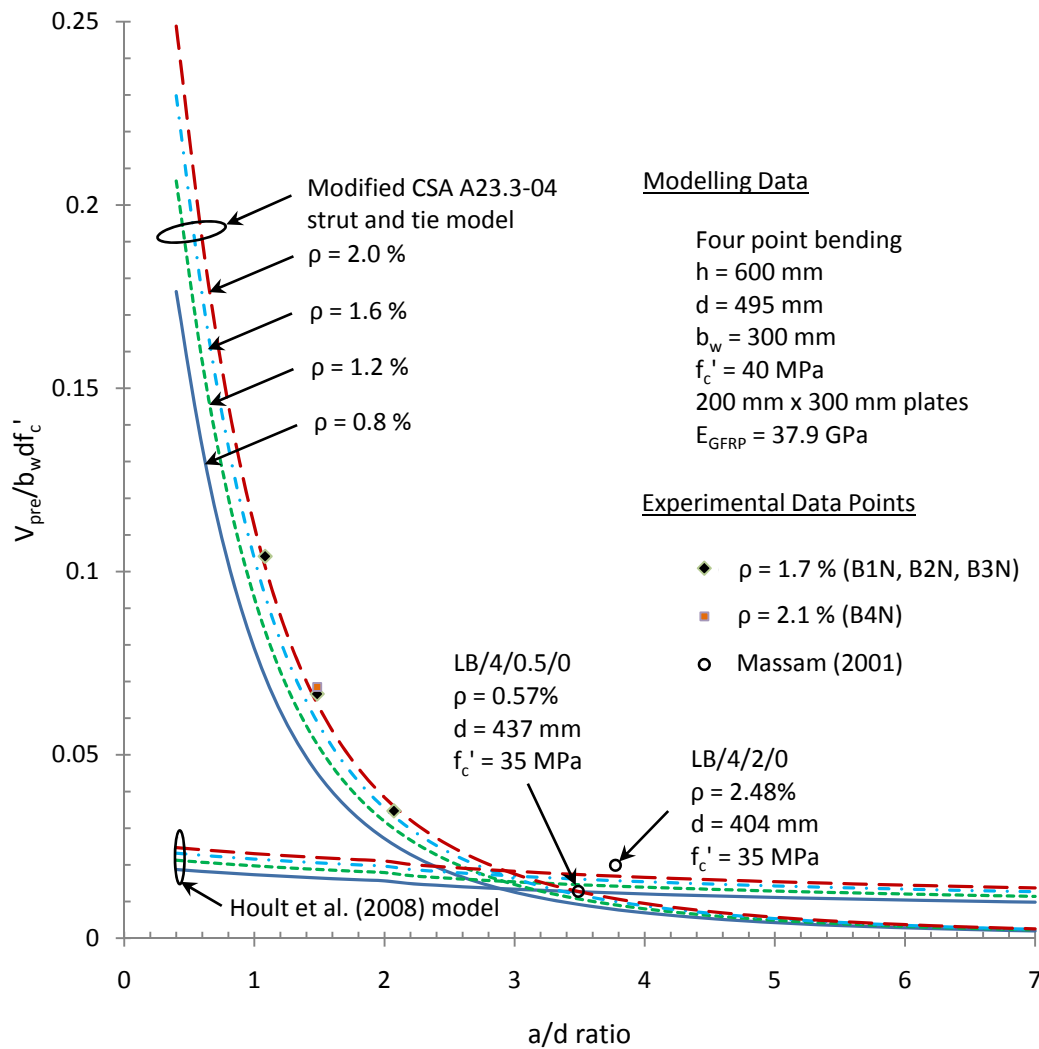 0.25
0.2
0.15
0.1
0.05
0
V_pre/b_w df_c'
0 1 2 3 4 5 6 7
a/d ratio
Modified CSA A23.3-04
strut and tie model
ρ = 2.0 %
ρ = 1.6 %
ρ = 1.2 %
ρ = 0.8 %
Modelling Data
Four point bending
h = 600 mm
d = 495 mm
b_w = 300 mm
f_c' = 40 MPa
200 mm x 300 mm plates
E_GFRP = 37.9 GPa
Experimental Data Points
ρ = 1.7 % (B1N, B2N, B3N)
ρ = 2.1 % (B4N)
Massam (2001)
LB/4/0.5/0
ρ = 0.57%
d = 437 mm
f_c' = 35 MPa
LB/4/2/0
ρ = 2.48%
d = 404 mm
f_c' = 35 MPa
Hoult et al. (2008) model